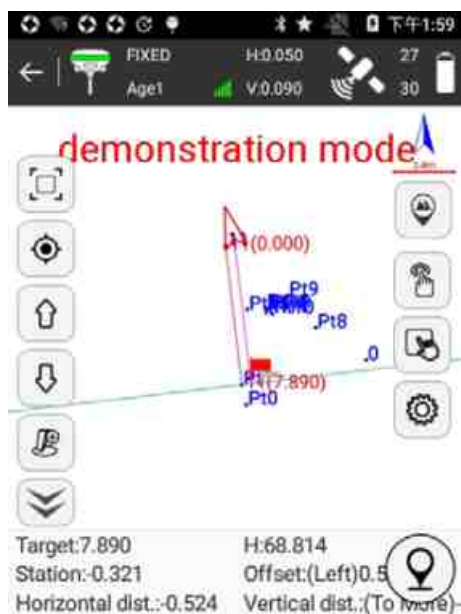 下午1:59
FIXED H:0.050 27
Age1 V:0.090 30
demonstration mode
(0.000)
Pt9
Pt8
0
(7.890)
Pt0
Target:7.890 H:68.814
Station:-0.321 Offset:(Left)0.5
Horizontal dist.:-0.524 Vertical dist.:(To More)-